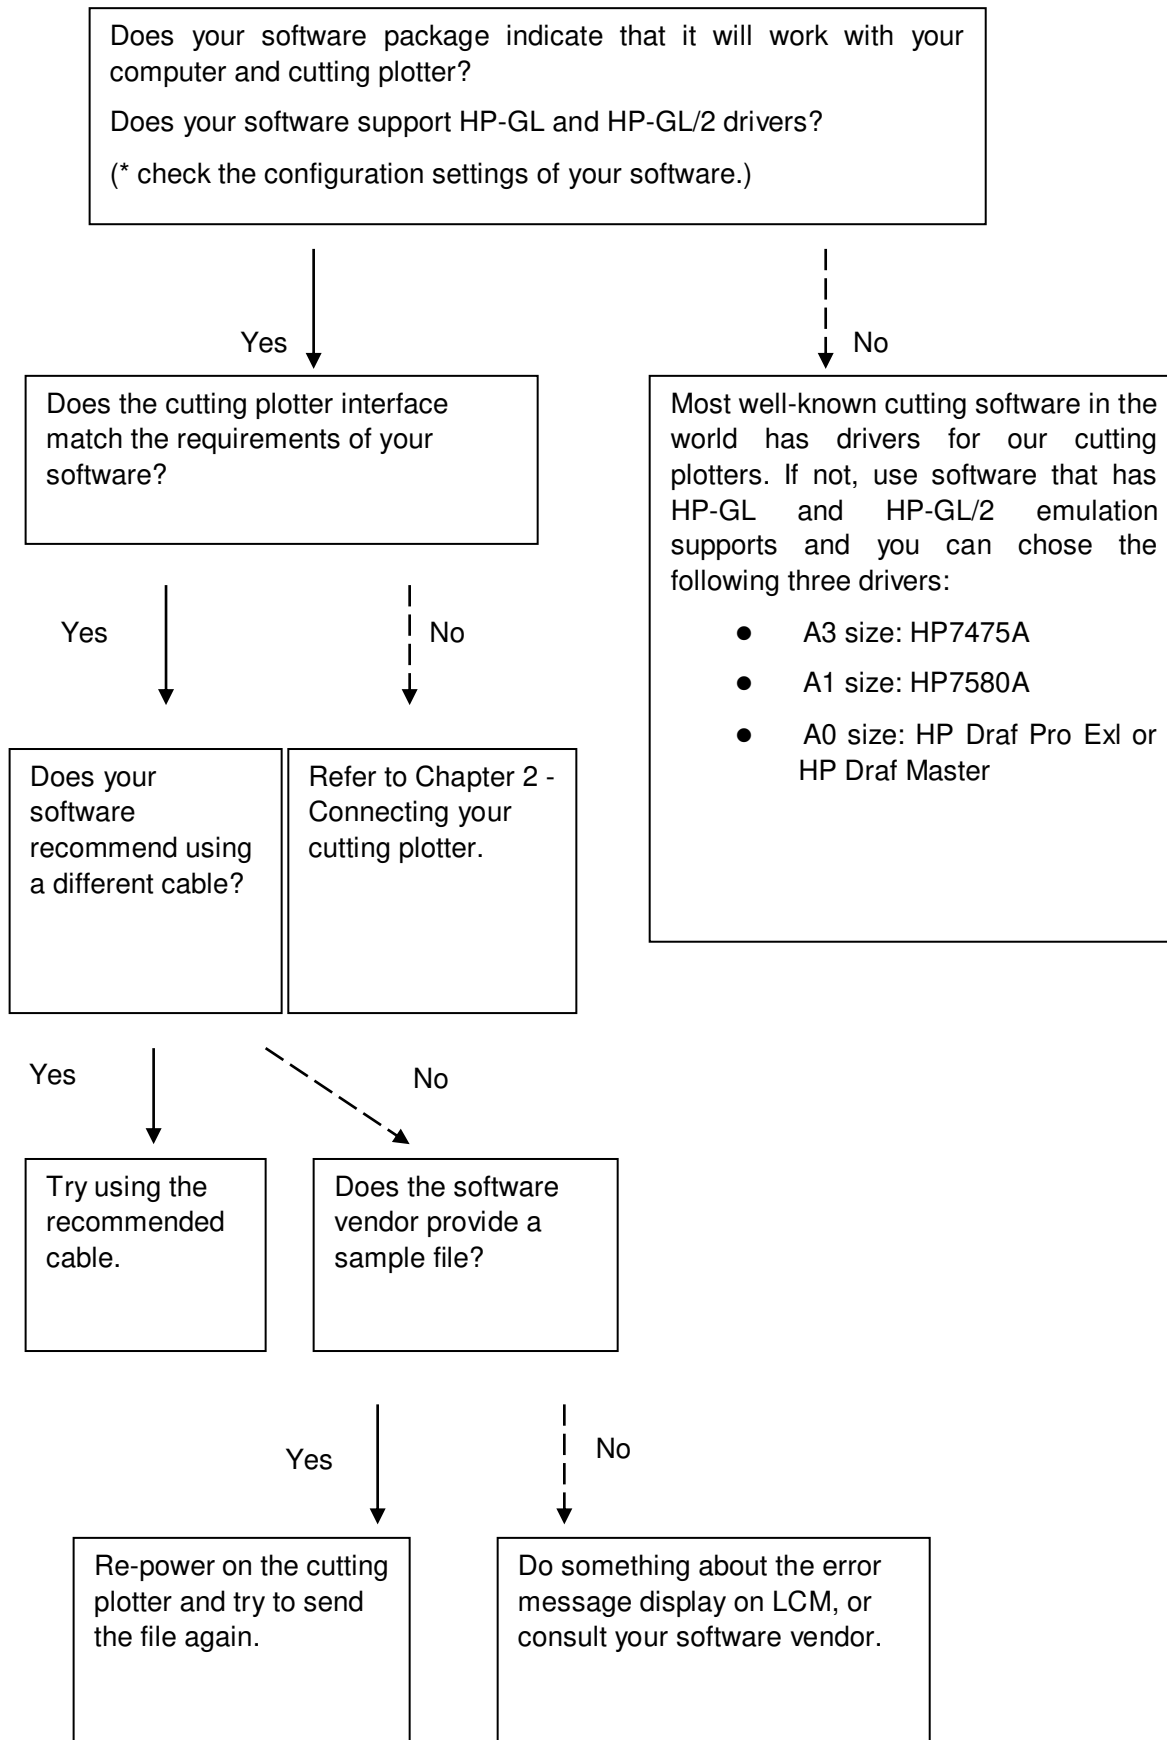 Does your software package indicate that it will work with your
computer and cutting plotter?
Does your software support HP-GL and HP-GL/2 drivers?
(* check the configuration settings of your software.)
Yes
No
Does the cutting plotter interface
match the requirements of your
software?
Most well-known cutting software in the
world has drivers for our cutting
plotters. If not, use software that has
HP-GL and HP-GL/2 emulation
supports and you can chose the
following three drivers:
● A3 size: HP7475A
● A1 size: HP7580A
● A0 size: HP Draf Pro Exl or
HP Draf Master
Yes
No
Does your
software
recommend using
a different cable?
Refer to Chapter 2 -
Connecting your
cutting plotter.
Yes
No
Try using the
recommended
cable.
Does the software
vendor provide a
sample file?
Yes
No
Re-power on the cutting
plotter and try to send
the file again.
Do something about the error
message display on LCM, or
consult your software vendor.